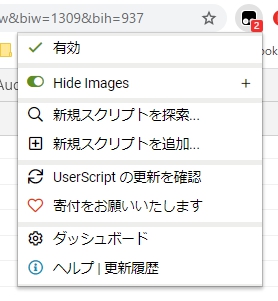 w&biw=1309&bih=937
2
有効
ook
Auc
Hide Images +
新規スクリプトを探索...
新規スクリプトを追加...
UserScript の更新を確認
寄付をお願いいたします
ダッシュボード
ヘルプ | 更新履歴